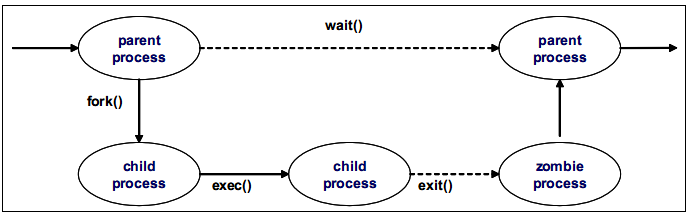 wait()
parent
process
parent
process
fork()
child
process
exec()
child
process
exit()
zombie
process